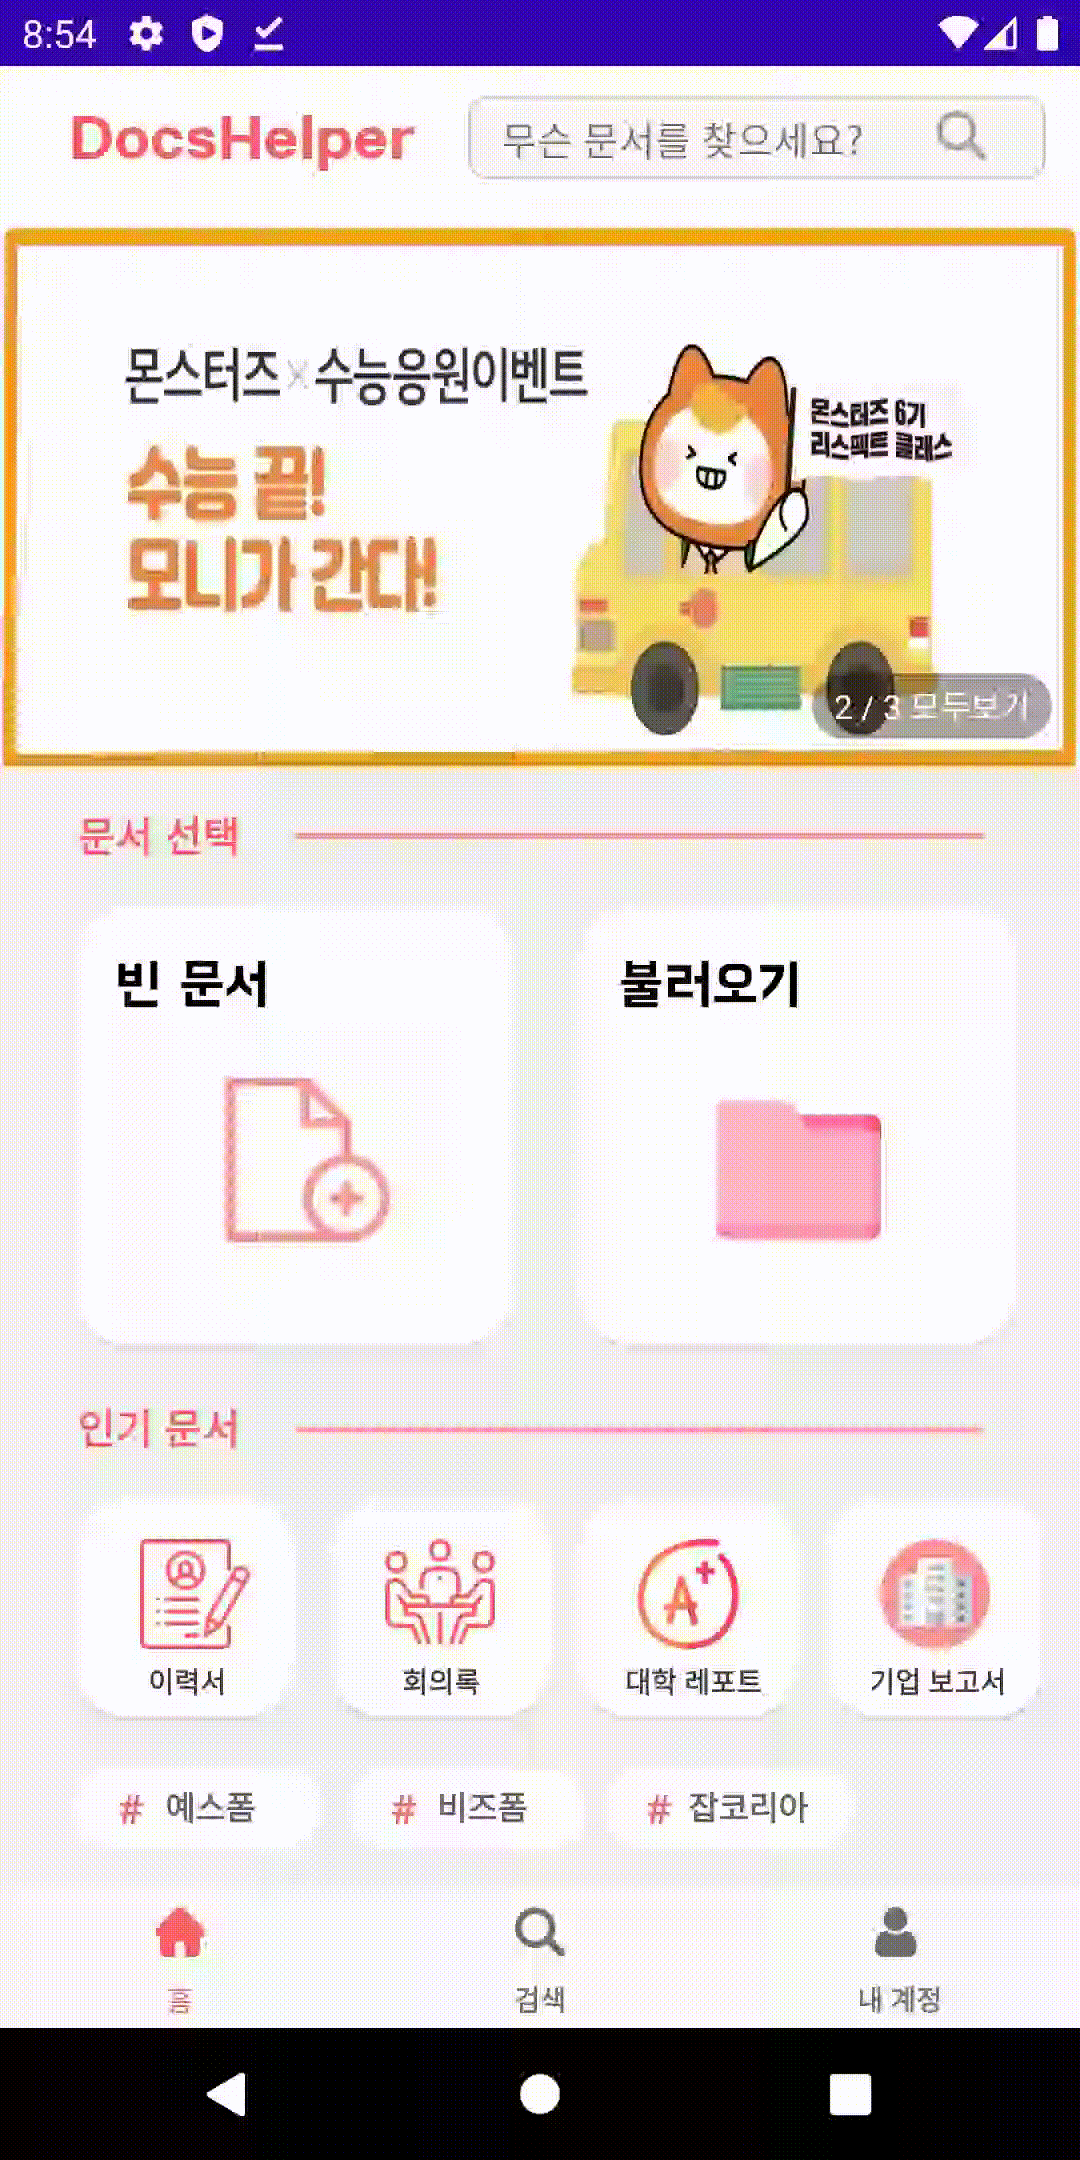 8:54
DocsHelper
무슨 문서를 찾으세요?
몬스터즈 x 수능응원이벤트
수능 끝!
모니가 간다!
몬스터즈 6기
리스펙트 클래스
2 / 3 모두보기
문서 선택
빈 문서
불러오기
인기 문서
이력서
회의록
대학 레포트
기업 보고서
# 예스폼
# 비즈폼
# 잡코리아
홈
검색
내 계정